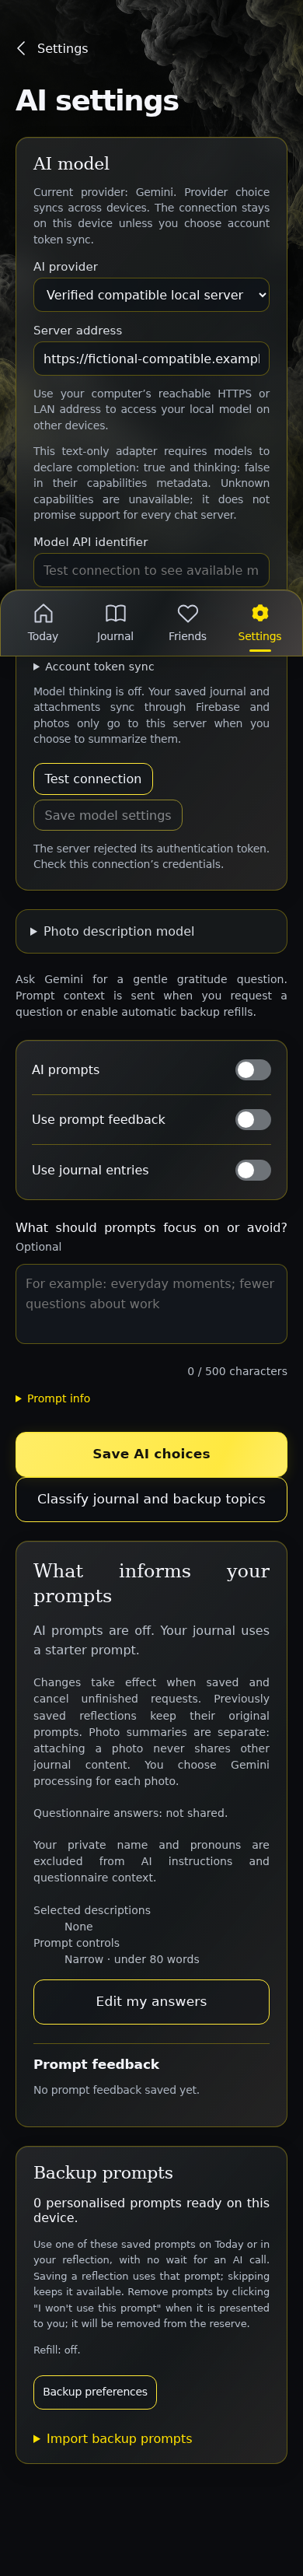 Settings
AI settings
AI model
Current provider: Gemini. Provider choice
syncs across devices. The connection stays
on this device unless you choose account
token sync.
AI provider
Verified compatible local server
Server address
https://fictional-compatible.exampl
Use your computer’s reachable HTTPS or
LAN address to access your local model on
other devices.
This text-only adapter requires models to
declare completion: true and thinking: false
in their capabilities metadata. Unknown
capabilities are unavailable; it does not
promise support for every chat server.
Model API identifier
Test connection to see available m
Today
Journal
Friends
Settings
Account token sync
Model thinking is off. Your saved journal and
attachments sync through Firebase and
photos only go to this server when you
choose to summarize them.
Test connection
Save model settings
The server rejected its authentication token.
Check this connection’s credentials.
Photo description model
Ask Gemini for a gentle gratitude question.
Prompt context is sent when you request a
question or enable automatic backup refills.
AI prompts
Use prompt feedback
Use journal entries
What should prompts focus on or avoid?
Optional
For example: everyday moments; fewer
questions about work
0 / 500 characters
Prompt info
Save AI choices
Classify journal and backup topics
What informs your
prompts
AI prompts are off. Your journal uses
a starter prompt.
Changes take effect when saved and
cancel unfinished requests. Previously
saved reflections keep their original
prompts. Photo summaries are separate:
attaching a photo never shares other
journal content. You choose Gemini
processing for each photo.
Questionnaire answers: not shared.
Your private name and pronouns are
excluded from AI instructions and
questionnaire context.
Selected descriptions
None
Prompt controls
Narrow · under 80 words
Edit my answers
Prompt feedback
No prompt feedback saved yet.
Backup prompts
0 personalised prompts ready on this
device.
Use one of these saved prompts on Today or in
your reflection, with no wait for an AI call.
Saving a reflection uses that prompt; skipping
keeps it available. Remove prompts by clicking
"I won't use this prompt" when it is presented
to you; it will be removed from the reserve.
Refill: off.
Backup preferences
Import backup prompts